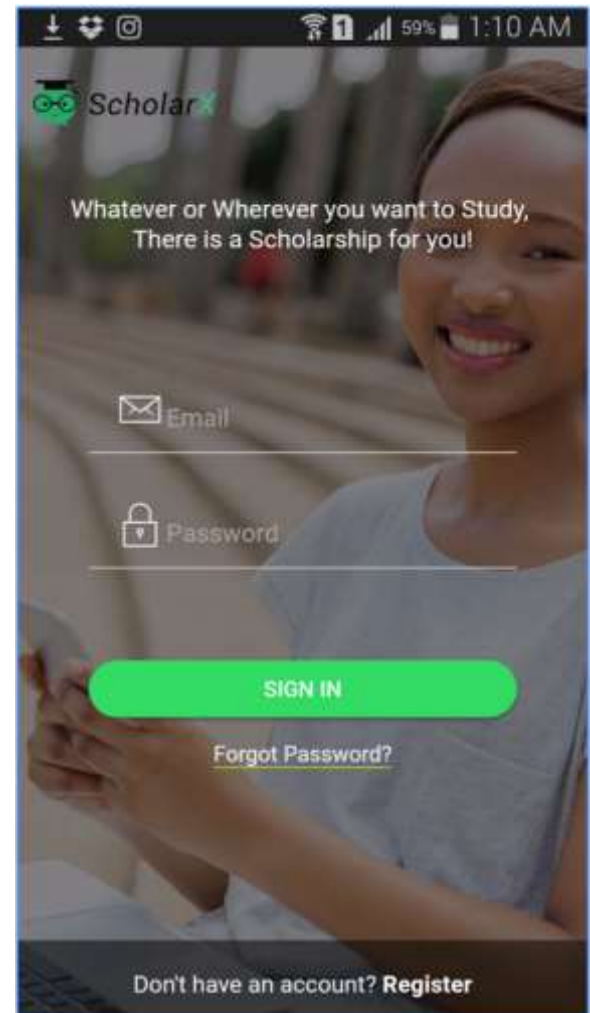 1 59% 1:10 AM
ScholarX
Whatever or Wherever you want to Study,
There is a Scholarship for you!
Email
Password
SIGN IN
Forgot Password?
Don't have an account? Register